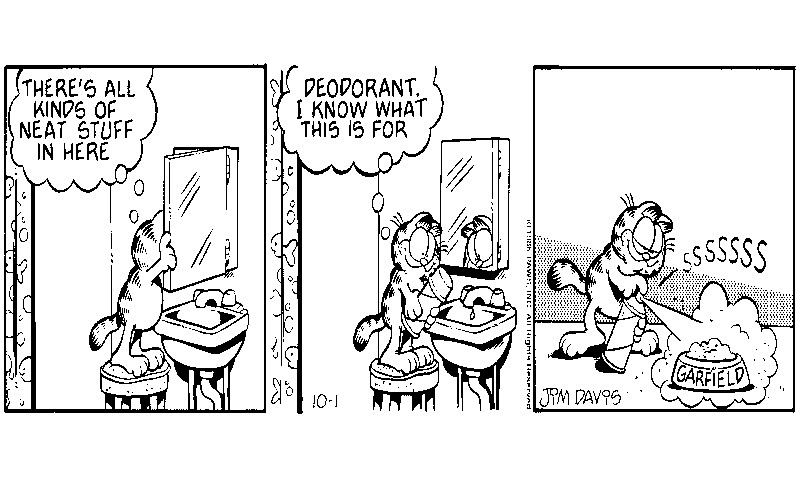 THERE'S ALL
KINDS OF
NEAT STUFF
IN HERE
DEODORANT.
I KNOW WHAT
THIS IS FOR
10-1
SSSSSSS
GARFIELD
JIM DAVIS